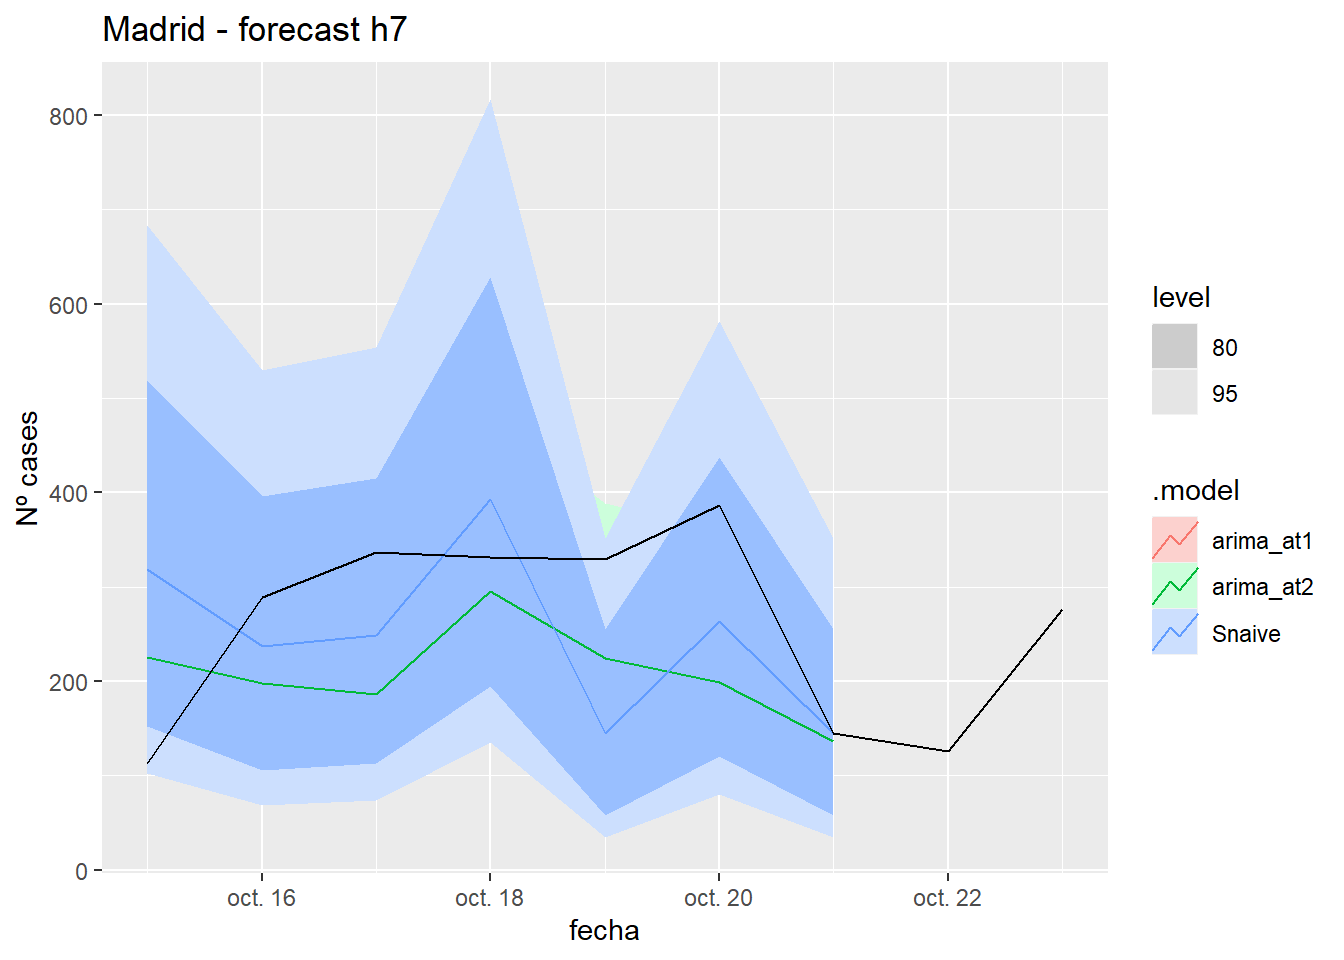 Madrid - forecast h7
Nº cases
800
600
400
200
0
oct. 16
oct. 18
oct. 20
oct. 22
fecha
level
80
95
.model
arima_at1
arima_at2
Snaive